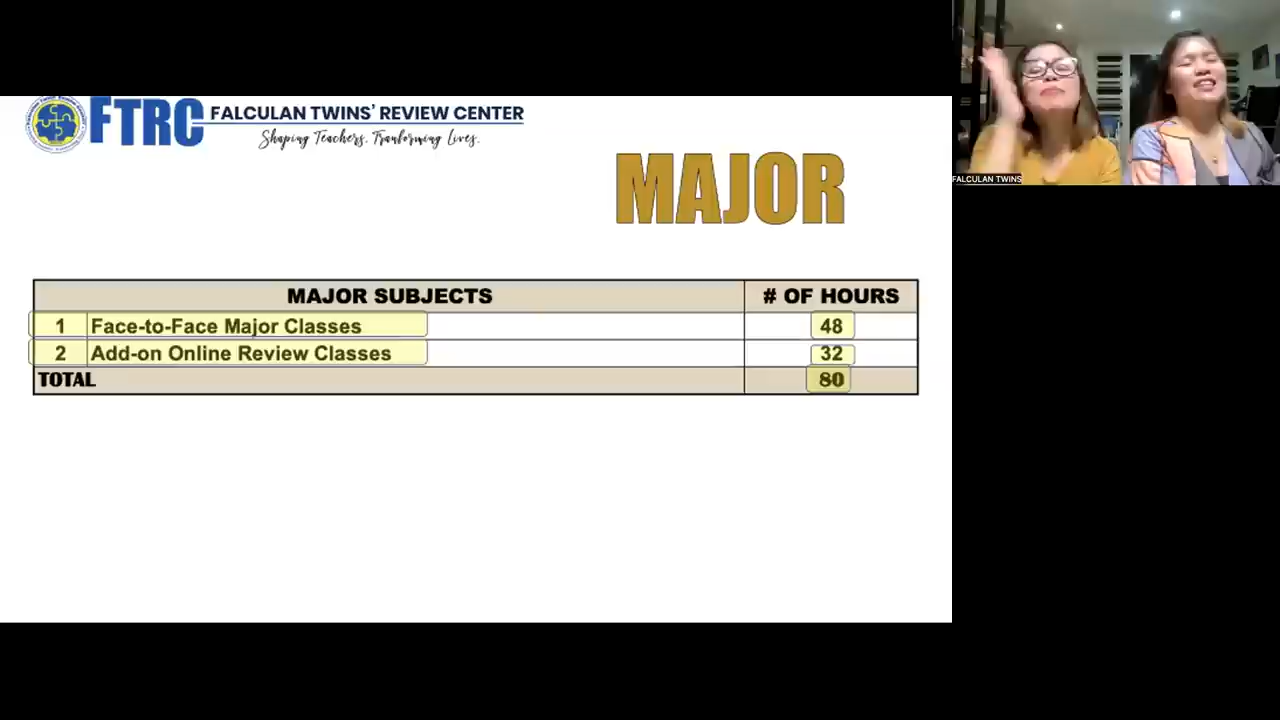 FTRC FALCULAN TWINS' REVIEW CENTER
Shaping Teachers. Tranforming Lives.
FALCULAN TWINS
MAJOR
MAJOR SUBJECTS # OF HOURS
1 Face-to-Face Major Classes 48
2 Add-on Online Review Classes 32
TOTAL 80